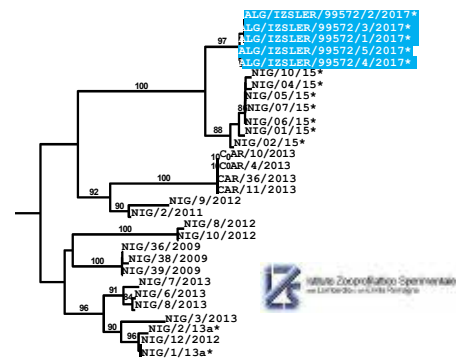 ALG/IZSLER/99572/2/2017*
ALG/IZSLER/99572/3/2017*
ALG/IZSLER/99572/1/2017*
97
ALG/IZSLER/99572/5/2017*
ALG/IZSLER/99572/4/2017*
NIG/10/15*
NIG/04/15*
100
NIG/05/15*
NIG/07/15*
NIG/06/15*
88
NIG/01/15*
NIG/02/15*
CAR/10/2013
CAR/4/2013
100
CAR/36/2013
92
CAR/11/2013
NIG/9/2012
90
NIG/2/2011
NIG/8/2012
100
NIG/10/2012
NIG/36/2009
NIG/38/2009
100
NIG/39/2009
NIG/7/2013
91
NIG/6/2013
84
NIG/8/2013
96
NIG/3/2013
90
NIG/2/13a*
96
NIG/12/2012
NIG/1/13a*
Istituto Zooprofilattico Sperimentale
della Lombardia e dell'Emilia Romagna